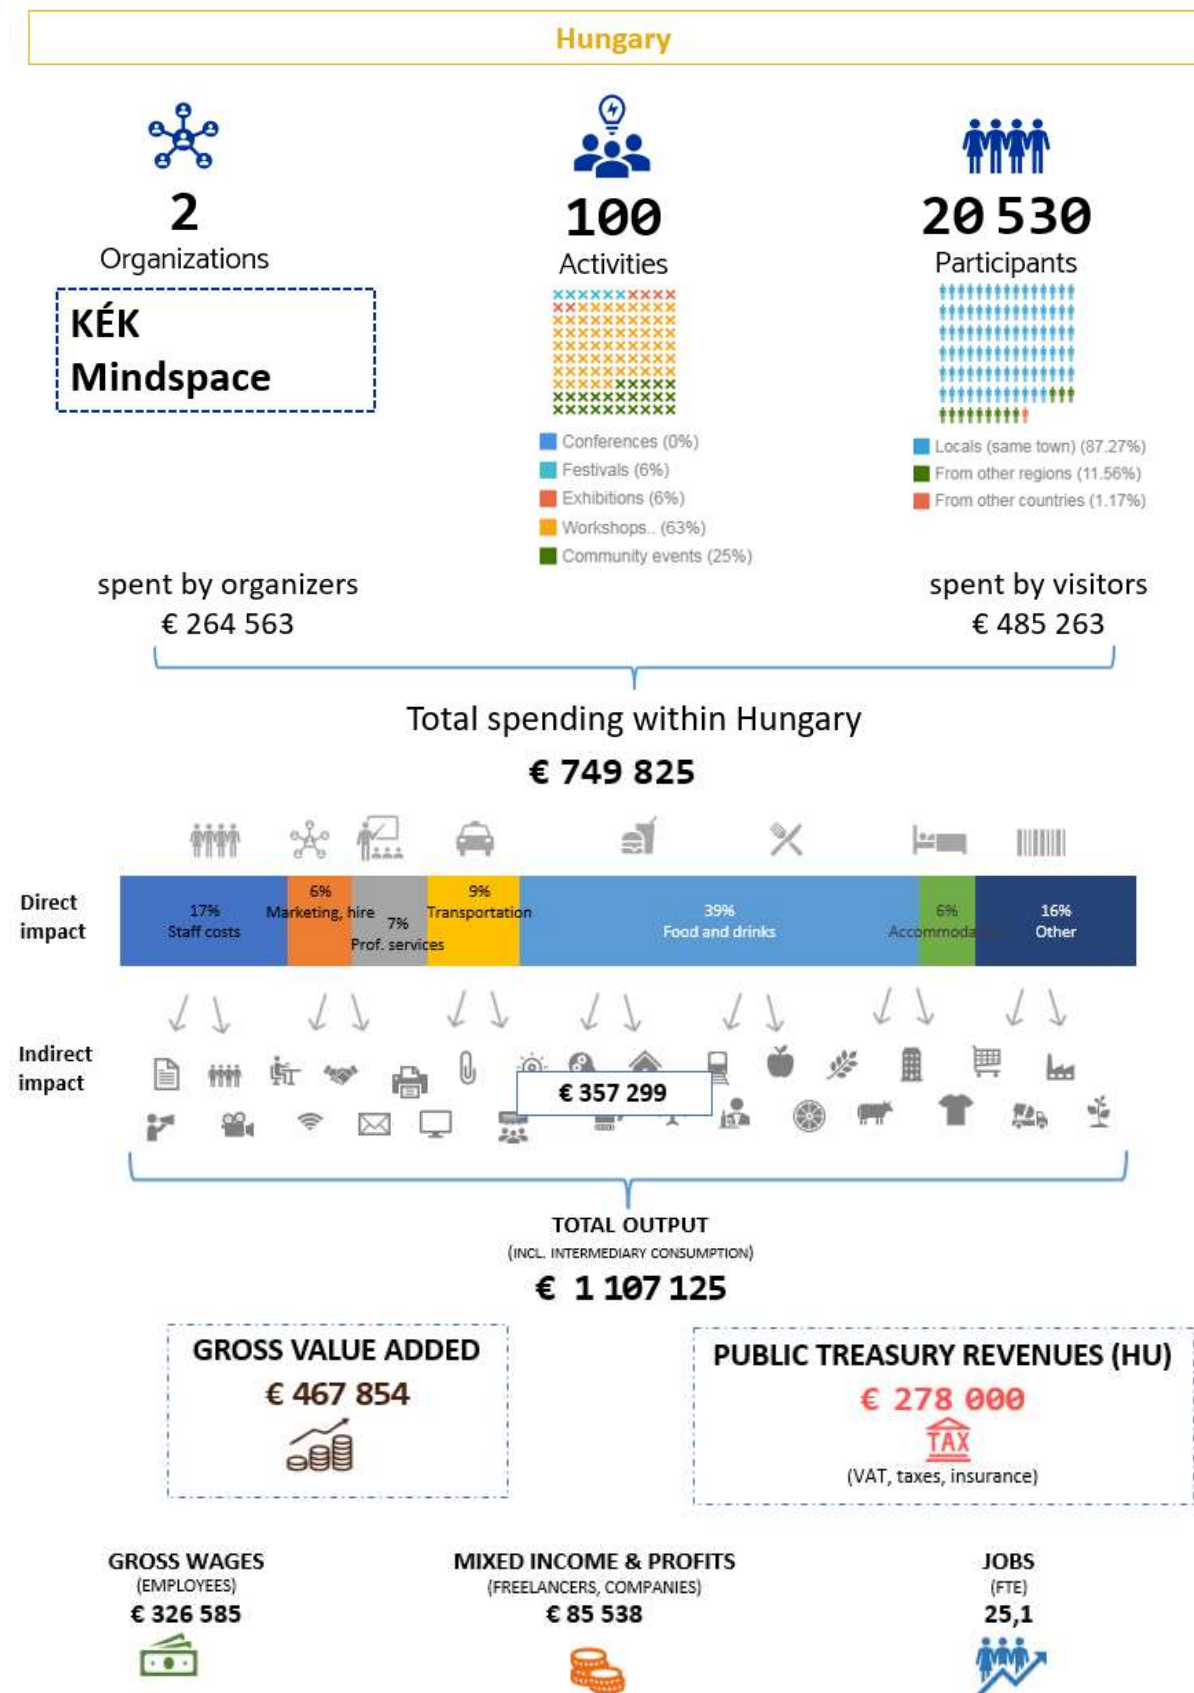 Hungary
2
Organizations
KÉK
Mindspace
100
Activities
Conferences (0%)
Festivals (6%)
Exhibitions (6%)
Workshops.. (63%)
Community events (25%)
20 530
Participants
Locals (same town) (87.27%)
From other regions (11.56%)
From other countries (1.17%)
spent by organizers
€ 264 563
spent by visitors
€ 485 263
Total spending within Hungary
€ 749 825
Direct
impact
17%
Staff costs
6%
Marketing, hire
7%
Prof. services
9%
Transportation
39%
Food and drinks
6%
Accommoda
16%
Other
Indirect
impact
€ 357 299
TOTAL OUTPUT
(INCL. INTERMEDIARY CONSUMPTION)
€ 1 107 125
GROSS VALUE ADDED
€ 467 854
PUBLIC TREASURY REVENUES (HU)
€ 278 000
TAX
(VAT, taxes, insurance)
GROSS WAGES
(EMPLOYEES)
€ 326 585
MIXED INCOME & PROFITS
(FREELANCERS, COMPANIES)
€ 85 538
JOBS
(FTE)
25,1